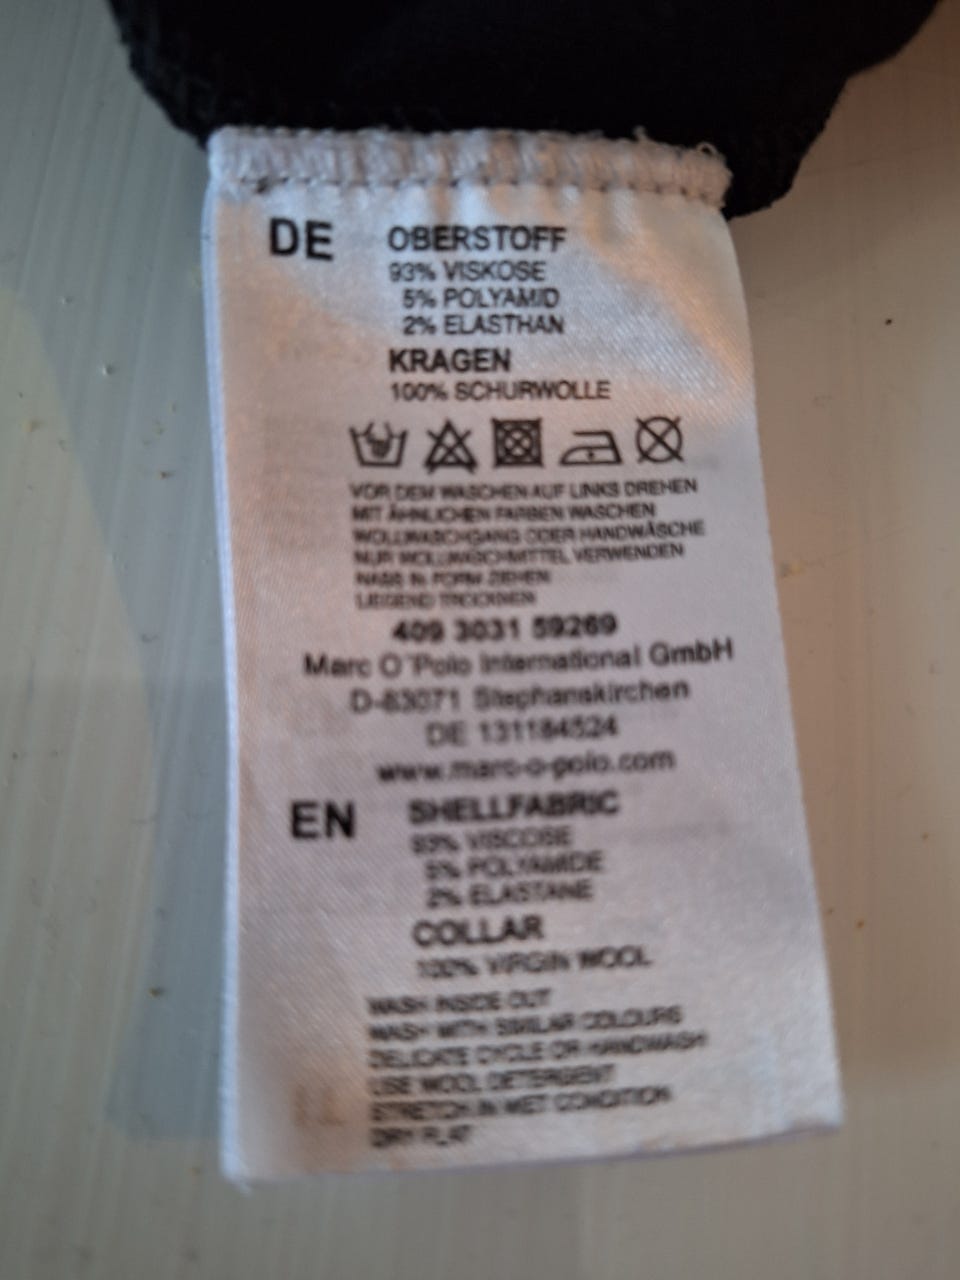 DE OBERSTOFF
93% VISKOSE
5% POLYAMID
2% ELASTHAN
KRAGEN
100% SCHURWOLLE
VOR DEM WASCHEN AUF LINKS DREHEN
MIT ÄHNLICHEN FARBEN WASCHEN
WOLLWASCHGANG ODER HANDWÄSCHE
NUR WOLLWASCHMITTEL VERWENDEN
NASS IN FORM ZIEHEN
LIEGEND TROCKNEN
409 3031 59269
Marc O´Polo International GmbH
D-83071 Stephanskirchen
DE 131184524
www.marc-o-polo.com
EN SHELLFABRIC
93% VISCOSE
5% POLYAMIDE
2% ELASTANE
COLLAR
100% VIRGIN WOOL
WASH INSIDE OUT
WASH WITH SIMILAR COLOURS
DELICATE CYCLE OR HANDWASH
USE WOOL DETERGENT
STRETCH IN WET CONDITION
DRY FLAT